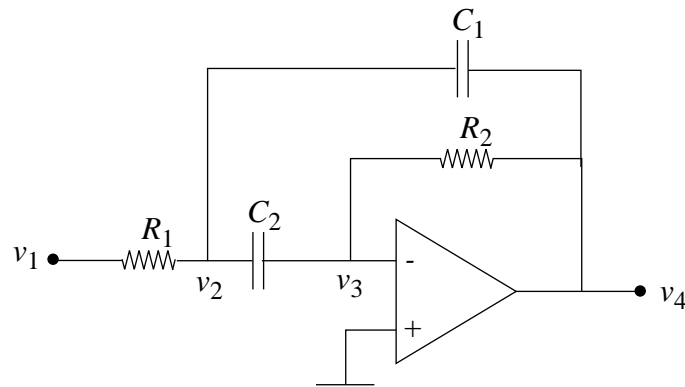 C₁
R₂
C₂
R₁
v₁
v₂
v₃
-
+
v₄